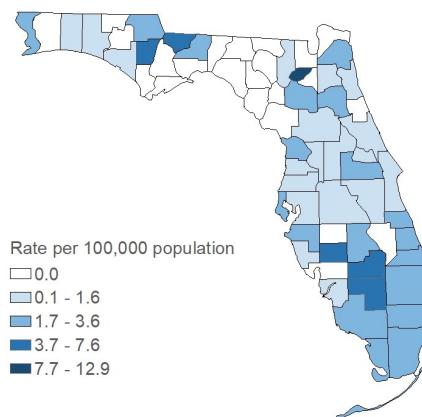 Rate per 100,000 population
0.0
0.1 - 1.6
1.7 - 3.6
3.7 - 7.6
7.7 - 12.9